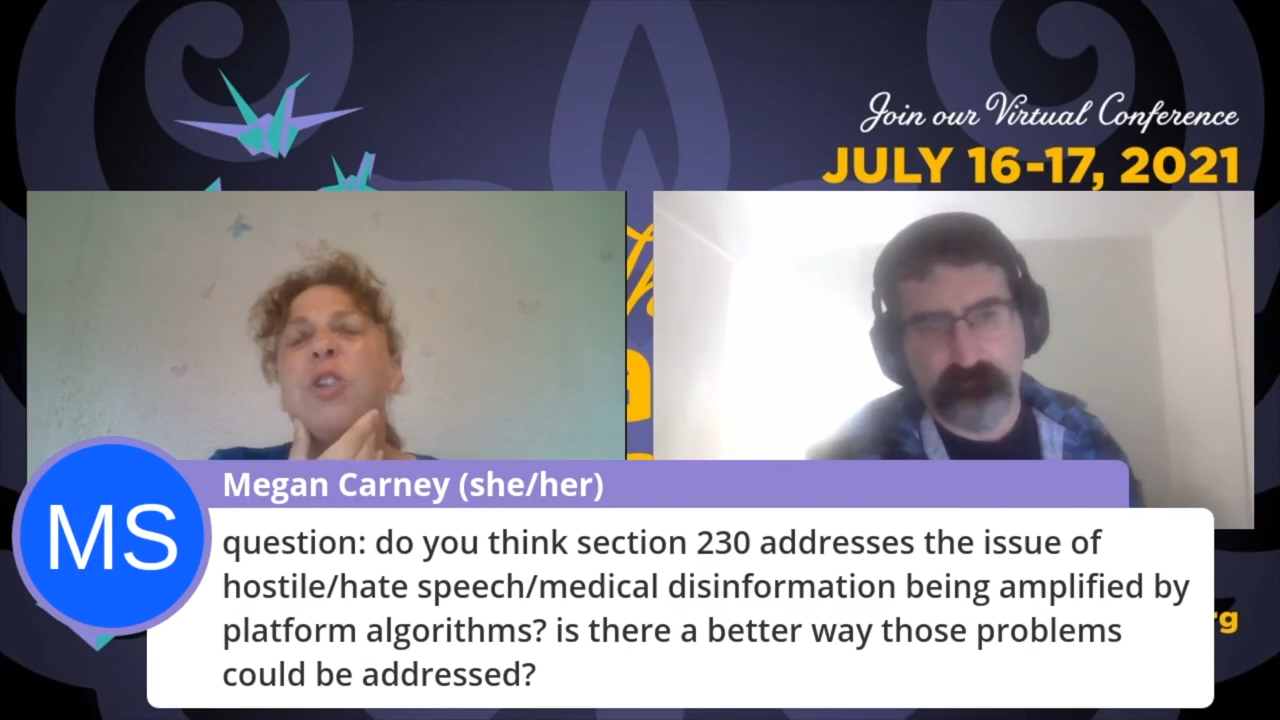 Join our Virtual Conference
JULY 16-17, 2021
MS
Megan Carney (she/her)
question: do you think section 230 addresses the issue of
hostile/hate speech/medical disinformation being amplified by
platform algorithms? is there a better way those problems
could be addressed?